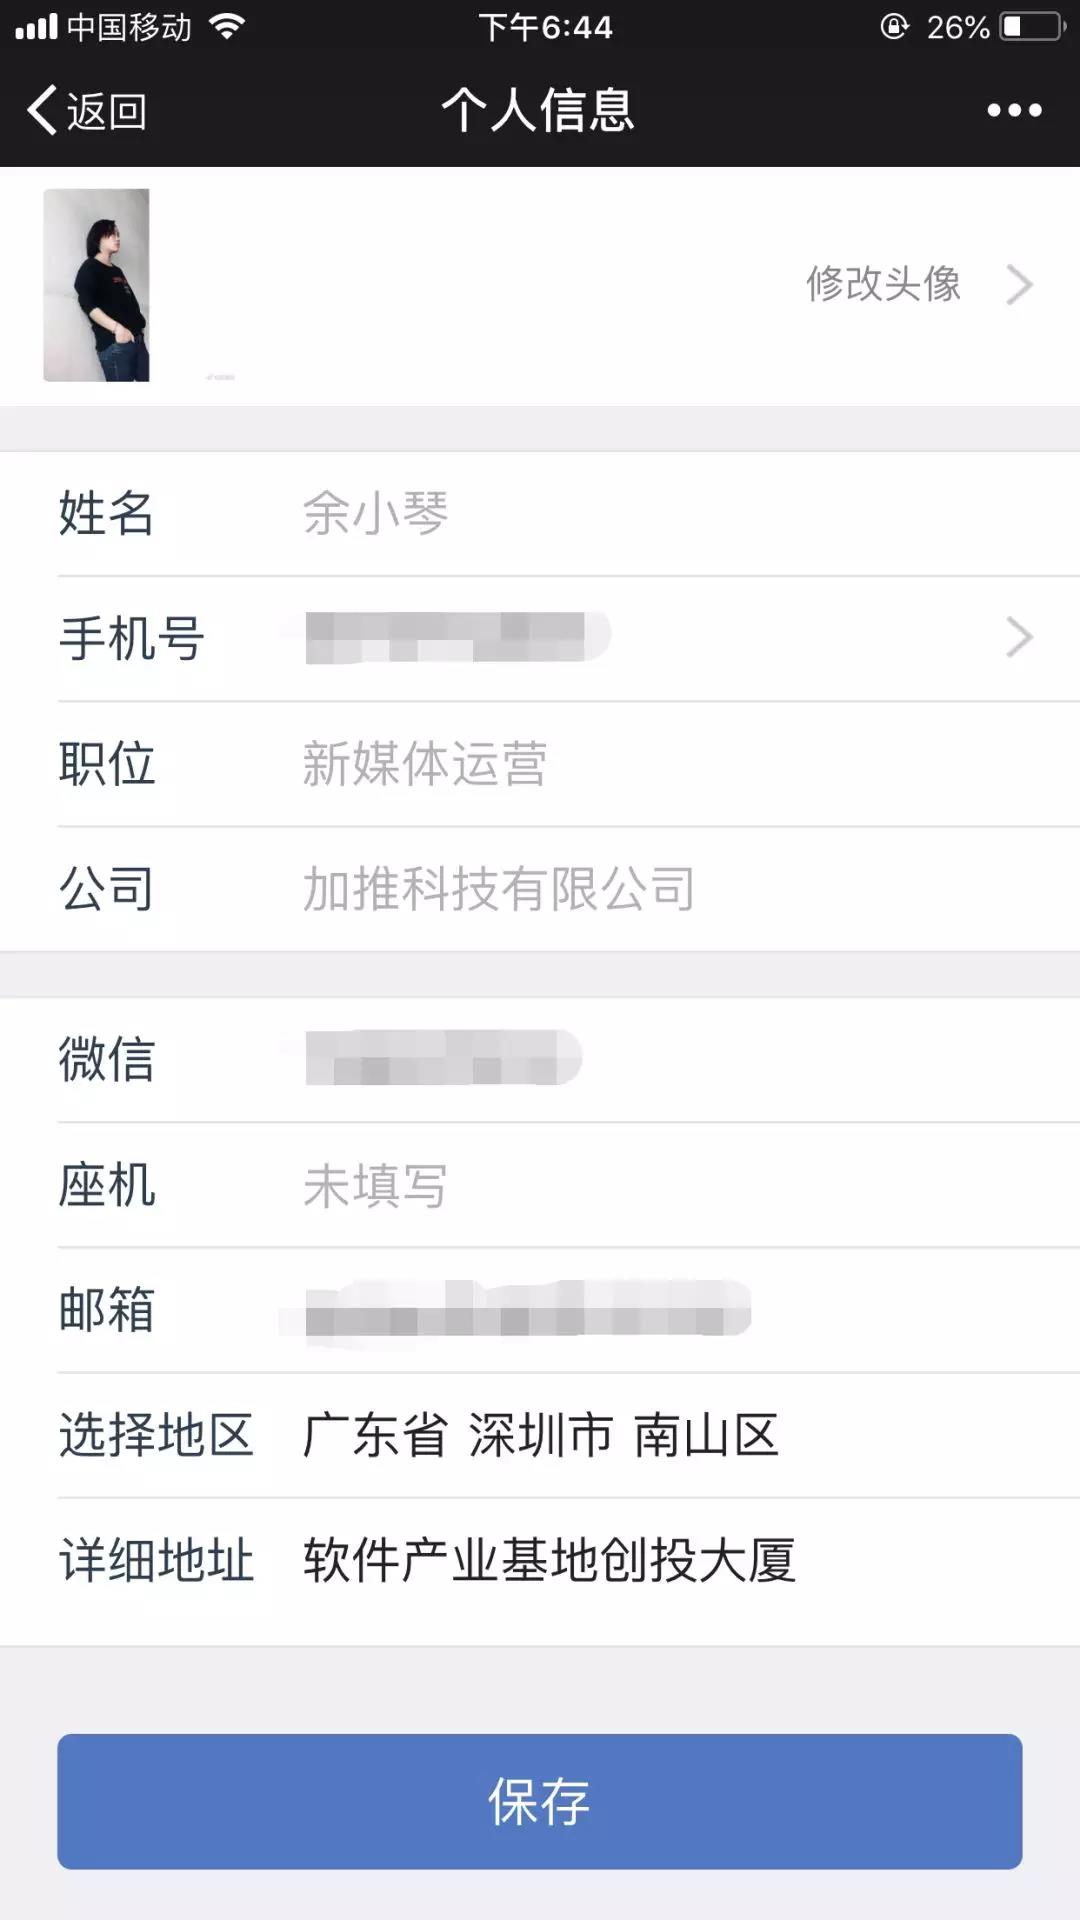 中国移动 下午6:44 26%
返回 个人信息
修改头像
姓名 余小琴
手机号
职位 新媒体运营
公司 加推科技有限公司
微信
座机 未填写
邮箱
选择地区 广东省 深圳市 南山区
详细地址 软件产业基地创投大厦
保存